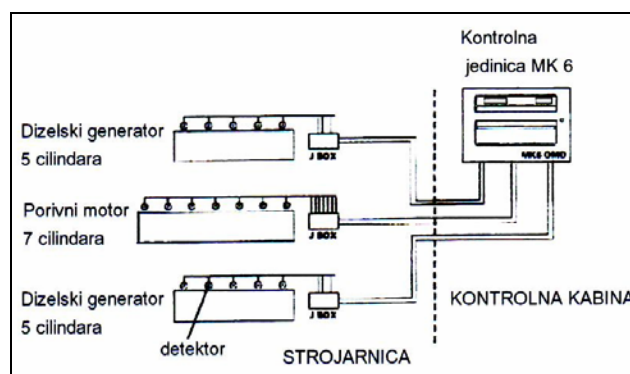 Kontrolna
jedinica MK 6
MK6 OMD
Dizelski generator
5 cilindara
J BOX
Porivni motor
7 cilindara
J BOX
Dizelski generator
5 cilindara
J BOX
detektor
STROJARNICA
KONTROLNA KABINA